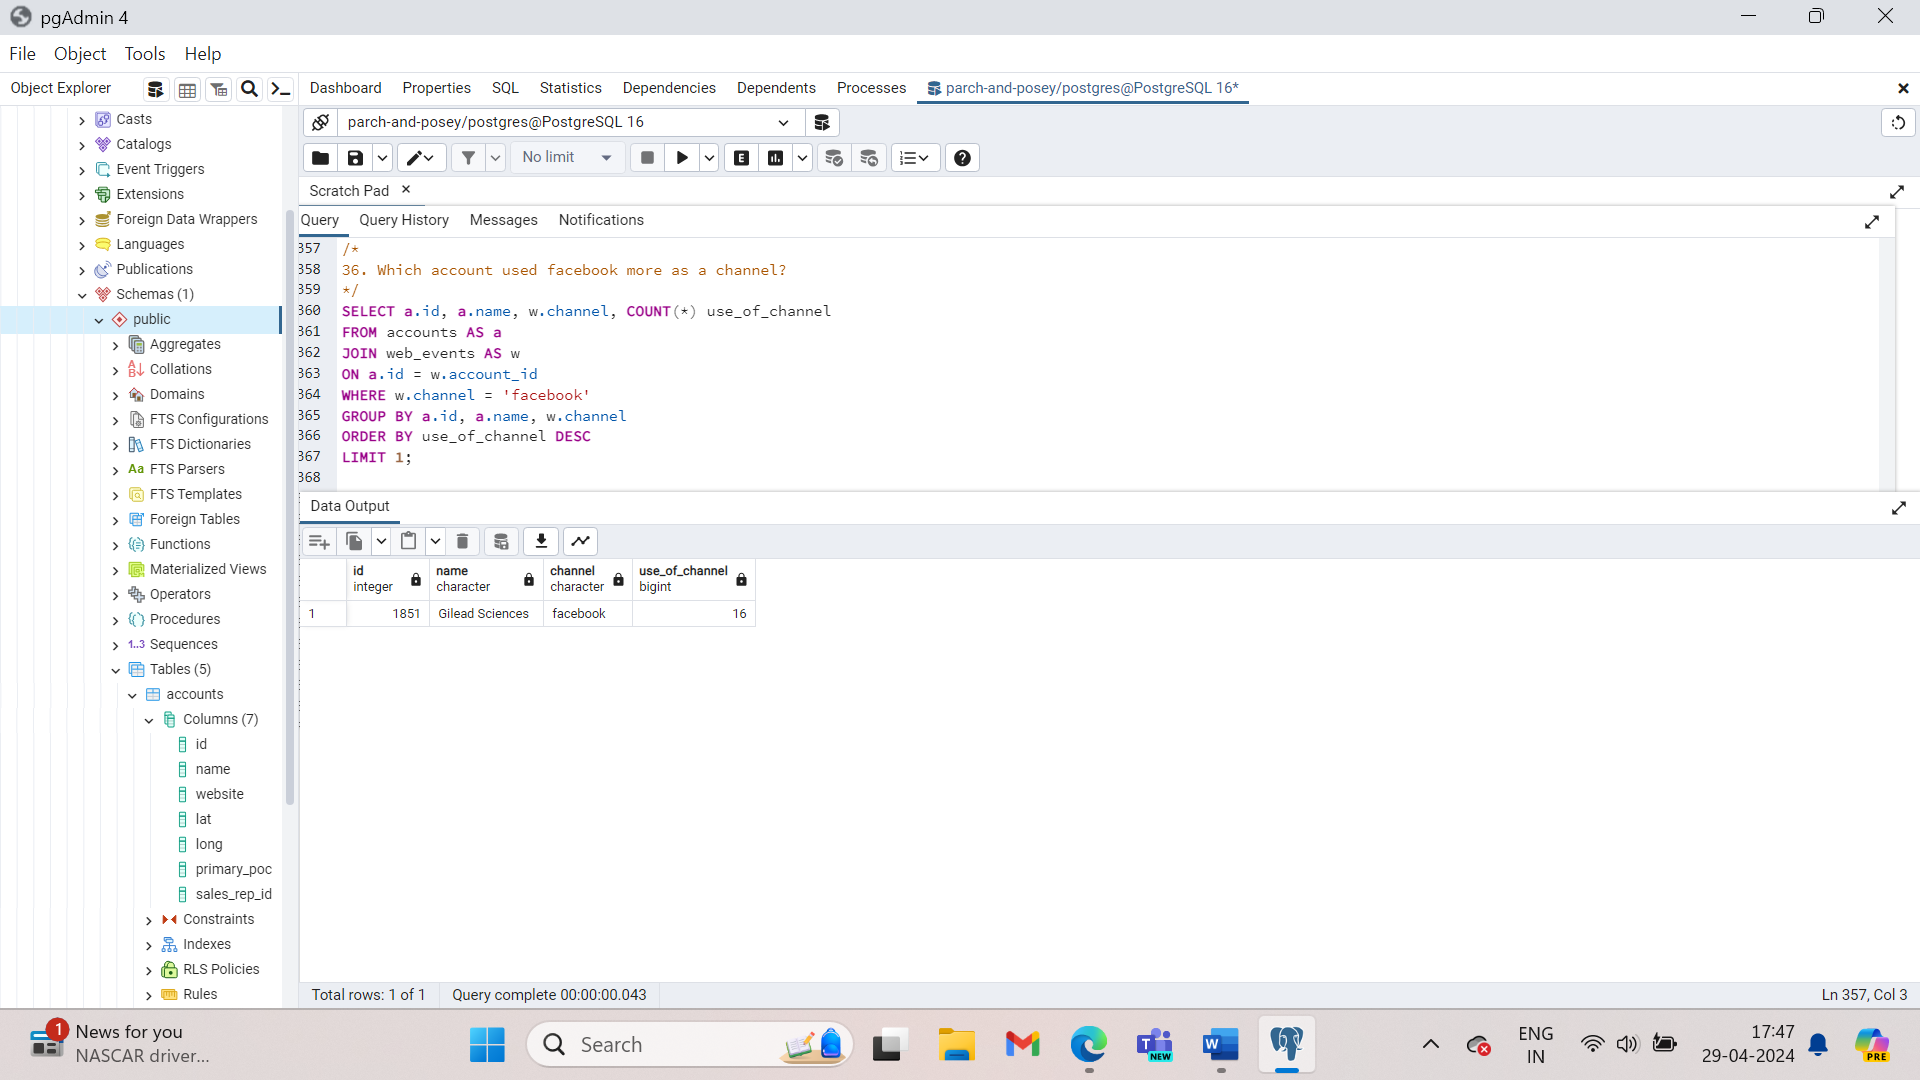 pgAdmin 4
File Object Tools Help
Object Explorer
Dashboard Properties SQL Statistics Dependencies Dependents Processes parch-and-posey/postgres@PostgreSQL 16*
Casts
Catalogs
Event Triggers
Extensions
Foreign Data Wrappers
Languages
Publications
Schemas (1)
public
Aggregates
Collations
Domains
FTS Configurations
FTS Dictionaries
Aa FTS Parsers
FTS Templates
Foreign Tables
Functions
Materialized Views
Operators
Procedures
1..3 Sequences
Tables (5)
accounts
Columns (7)
id
name
website
lat
long
primary_poc
sales_rep_id
Constraints
Indexes
RLS Policies
Rules
parch-and-posey/postgres@PostgreSQL 16
No limit
E
Scratch Pad
Query Query History Messages Notifications
357 /*
358 36. Which account used facebook more as a channel?
359 */
360 SELECT a.id, a.name, w.channel, COUNT(*) use_of_channel
361 FROM accounts AS a
362 JOIN web_events AS w
363 ON a.id = w.account_id
364 WHERE w.channel = 'facebook'
365 GROUP BY a.id, a.name, w.channel
366 ORDER BY use_of_channel DESC
367 LIMIT 1;
368
Data Output
id name channel use_of_channel
integer character character bigint
1 1851 Gilead Sciences facebook 16
Total rows: 1 of 1 Query complete 00:00:00.043 Ln 357, Col 3
1 News for you
NASCAR driver...
Search
NEW
W
ENG
IN
17:47
29-04-2024
PRE